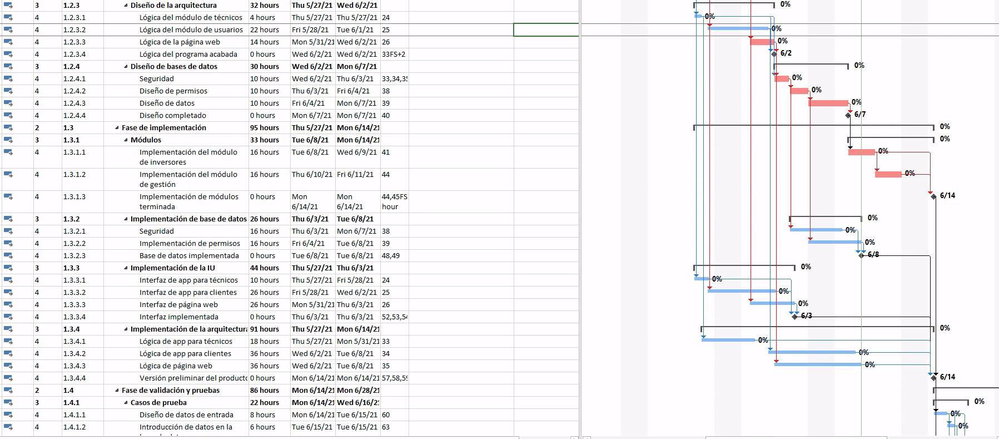 3 1.2.3 Diseño de la arquitectura 32 hours Thu 5/27/21 Wed 6/2/21 0%
4 1.2.3.1 Lógica del módulo de técnicos 4 hours Thu 5/27/21 Thu 5/27/21 24 0%
4 1.2.3.2 Lógica del módulo de usuarios 22 hours Fri 5/28/21 Tue 6/1/21 25 0%
4 1.2.3.3 Lógica de la página web 14 hours Mon 5/31/21 Wed 6/2/21 26 0%
4 1.2.3.4 Lógica del programa acabada 0 hours Wed 6/2/21 Wed 6/2/21 33FS+2 6/2
3 1.2.4 Diseño de bases de datos 30 hours Wed 6/2/21 Mon 6/7/21 0%
4 1.2.4.1 Seguridad 10 hours Wed 6/2/21 Thu 6/3/21 33,34,35 0%
4 1.2.4.2 Diseño de permisos 10 hours Thu 6/3/21 Fri 6/4/21 38 0%
4 1.2.4.3 Diseño de datos 10 hours Fri 6/4/21 Mon 6/7/21 39 0%
4 1.2.4.4 Diseño completado 0 hours Mon 6/7/21 Mon 6/7/21 40 6/7
2 1.3 Fase de implementación 95 hours Thu 5/27/21 Mon 6/14/21 0%
3 1.3.1 Módulos 33 hours Tue 6/8/21 Mon 6/14/21 0%
4 1.3.1.1 Implementación del módulo 16 hours Tue 6/8/21 Wed 6/9/21 41 0%
de inversores
4 1.3.1.2 Implementación del módulo 16 hours Thu 6/10/21 Fri 6/11/21 44 0%
de gestión
4 1.3.1.3 Implementación de módulos 0 hours Mon Mon 44,45FS 6/14
terminada 6/14/21 6/14/21 hour
3 1.3.2 Implementación de base de datos 26 hours Thu 6/3/21 Tue 6/8/21 0%
4 1.3.2.1 Seguridad 16 hours Thu 6/3/21 Mon 6/7/21 38 0%
4 1.3.2.2 Implementación de permisos 16 hours Fri 6/4/21 Tue 6/8/21 39 0%
4 1.3.2.3 Base de datos implementada 0 hours Tue 6/8/21 Tue 6/8/21 48,49 6/8
3 1.3.3 Implementación de la IU 44 hours Thu 5/27/21 Thu 6/3/21 0%
4 1.3.3.1 Interfaz de app para técnicos 10 hours Thu 5/27/21 Fri 5/28/21 24 0%
4 1.3.3.2 Interfaz de app para clientes 26 hours Fri 5/28/21 Wed 6/2/21 25 0%
4 1.3.3.3 Interfaz de página web 26 hours Mon 5/31/21 Thu 6/3/21 26 0%
4 1.3.3.4 Interfaz implementada 0 hours Thu 6/3/21 Thu 6/3/21 52,53,54 6/3
3 1.3.4 Implementación de la arquitectura 91 hours Thu 5/27/21 Mon 6/14/21 0%
4 1.3.4.1 Lógica de app para técnicos 18 hours Thu 5/27/21 Mon 5/31/21 33 0%
4 1.3.4.2 Lógica de app para clientes 36 hours Wed 6/2/21 Tue 6/8/21 34 0%
4 1.3.4.3 Lógica de página web 36 hours Wed 6/2/21 Tue 6/8/21 35 0%
4 1.3.4.4 Versión preliminar del producto 0 hours Mon 6/14/21 Mon 6/14/21 57,58,59 6/14
2 1.4 Fase de validación y pruebas 86 hours Mon 6/14/21 Mon 6/28/21
3 1.4.1 Casos de prueba 22 hours Mon 6/14/21 Wed 6/16/21 0%
4 1.4.1.1 Diseño de datos de entrada 8 hours Mon 6/14/21 Tue 6/15/21 60 0%
4 1.4.1.2 Introducción de datos en la 6 hours Tue 6/15/21 Tue 6/15/21 63 0%